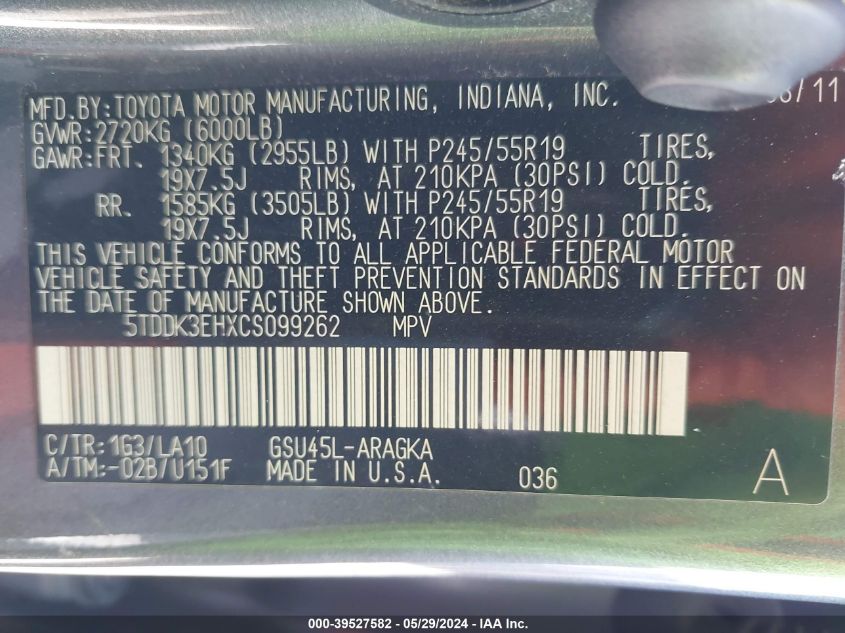 MFD.BY:TOYOTA MOTOR MANUFACTURING, INDIANA, INC. /11
GVWR:2720KG (6000LB)
GAWR:FRT. 1340KG (2955LB) WITH P245/55R19 TIRES,
19X7.5J RIMS, AT 210KPA (30PSI) COLD.
RR. 1585KG (3505LB) WITH P245/55R19 TIRES,
19X7.5J RIMS, AT 210KPA (30PSI) COLD.
THIS VEHICLE CONFORMS TO ALL APPLICABLE FEDERAL MOTOR
VEHICLE SAFETY AND THEFT PREVENTION STANDARDS IN EFFECT ON
THE DATE OF MANUFACTURE SHOWN ABOVE.
5TDDK3EHXCS099262 MPV
C/TR:1G3/LA10 GSU45L-ARAGKA
A/TM:-02B/U151F MADE IN U.S.A. 036 A
000-39527582 - 05/29/2024 - IAA Inc.